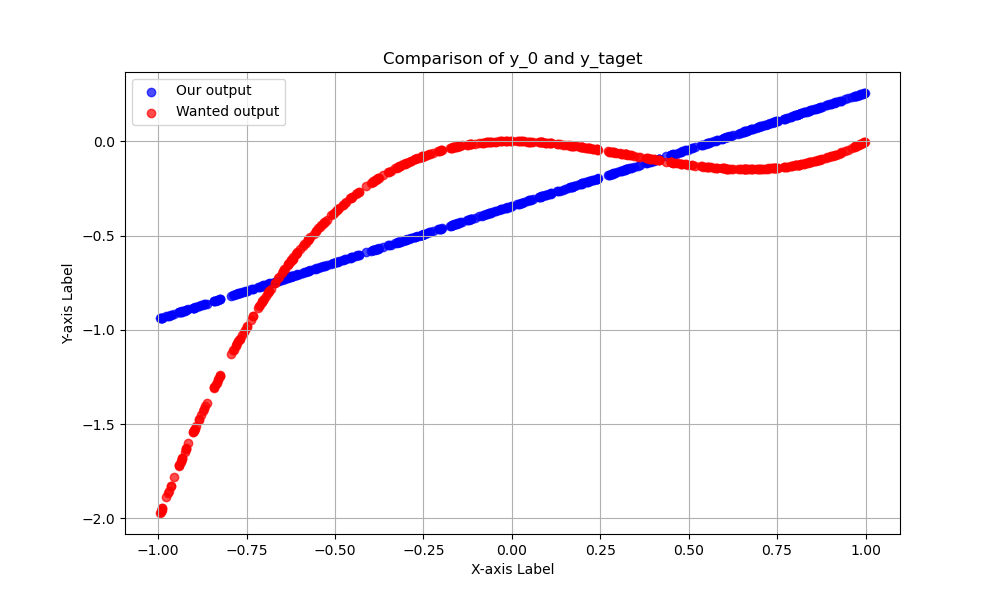 Comparison of y_0 and y_taget
Our output
Wanted output
Y-axis Label
0.0
−0.5
−1.0
−1.5
−2.0
−1.00 −0.75 −0.50 −0.25 0.00 0.25 0.50 0.75 1.00
X-axis Label